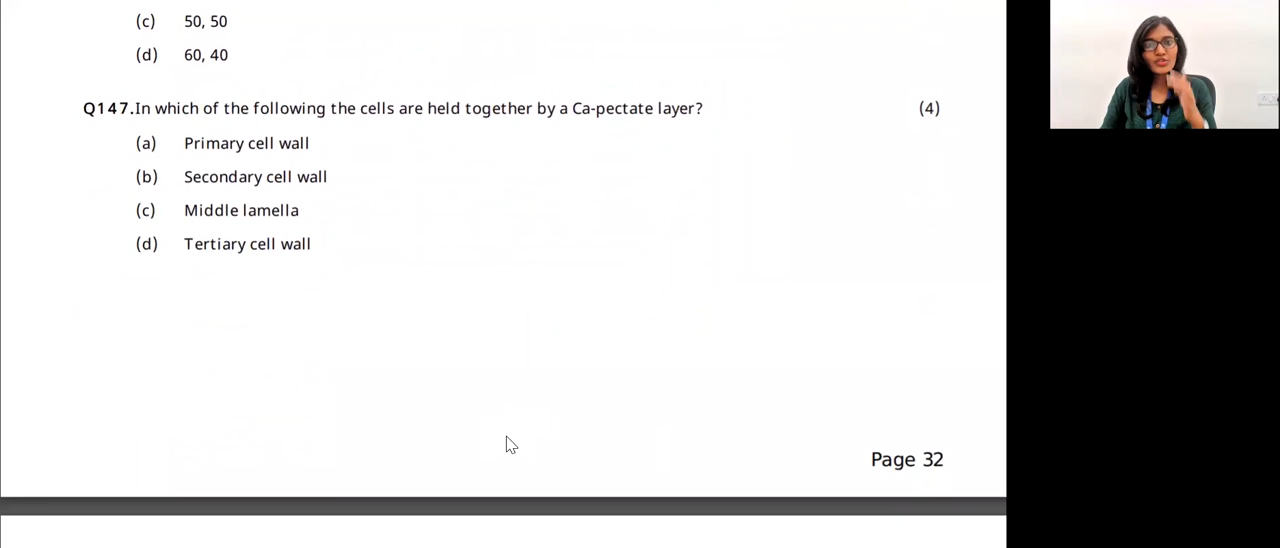 (c) 50, 50
(d) 60, 40
Q147.In which of the following the cells are held together by a Ca-pectate layer? (4)
(a) Primary cell wall
(b) Secondary cell wall
(c) Middle lamella
(d) Tertiary cell wall
Page 32